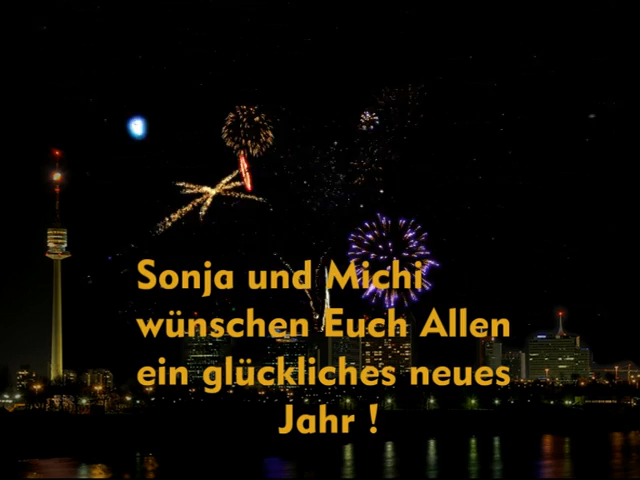 Sonja und Michi
wünschen Euch Allen
ein glückliches neues
Jahr !